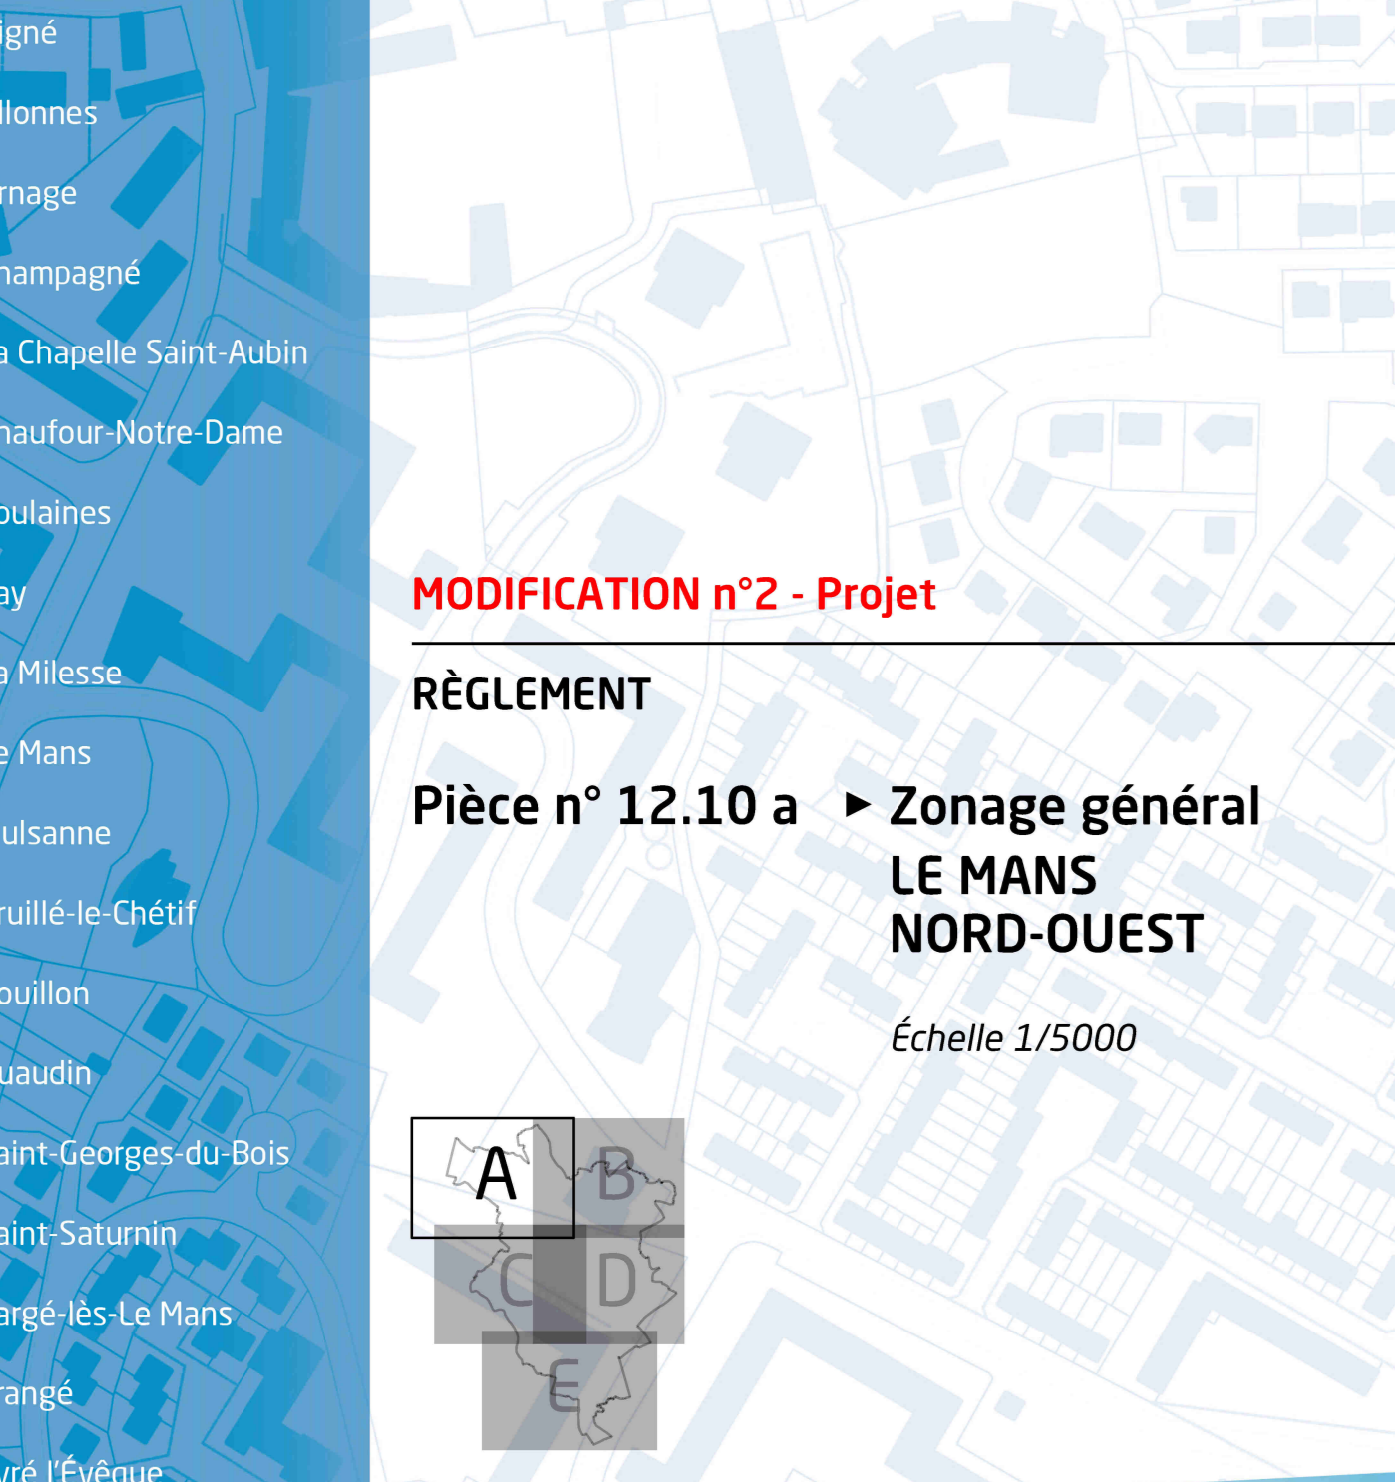 igné
llonnes
rnage
hampagné
a Chapelle Saint-Aubin
haufour-Notre-Dame
oulaines
ay
a Milesse
e Mans
ulsanne
ruillé-le-Chétif
ouillon
uaudin
aint-Georges-du-Bois
aint-Saturnin
argé-lès-Le Mans
rangé
vré l'Évêque
MODIFICATION n°2 - Projet
RÈGLEMENT
Pièce n° 12.10 a ► Zonage général
LE MANS
NORD-OUEST
Échelle 1/5000
A
B
C
D
E